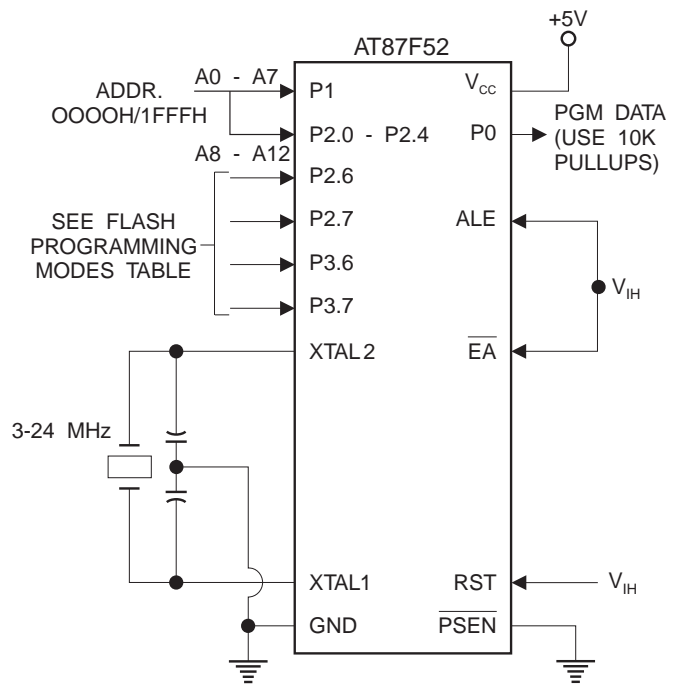 +5V
AT87F52
A0 - A7
ADDR.
OOOOH/1FFFH
P1
VCC
P2.0 - P2.4
P0
PGM DATA
(USE 10K
PULLUPS)
A8 - A12
P2.6
SEE FLASH
PROGRAMMING
MODES TABLE
P2.7
ALE
P3.6
VIH
P3.7
XTAL2
EA
3-24 MHz
XTAL1
RST
VIH
GND
PSEN